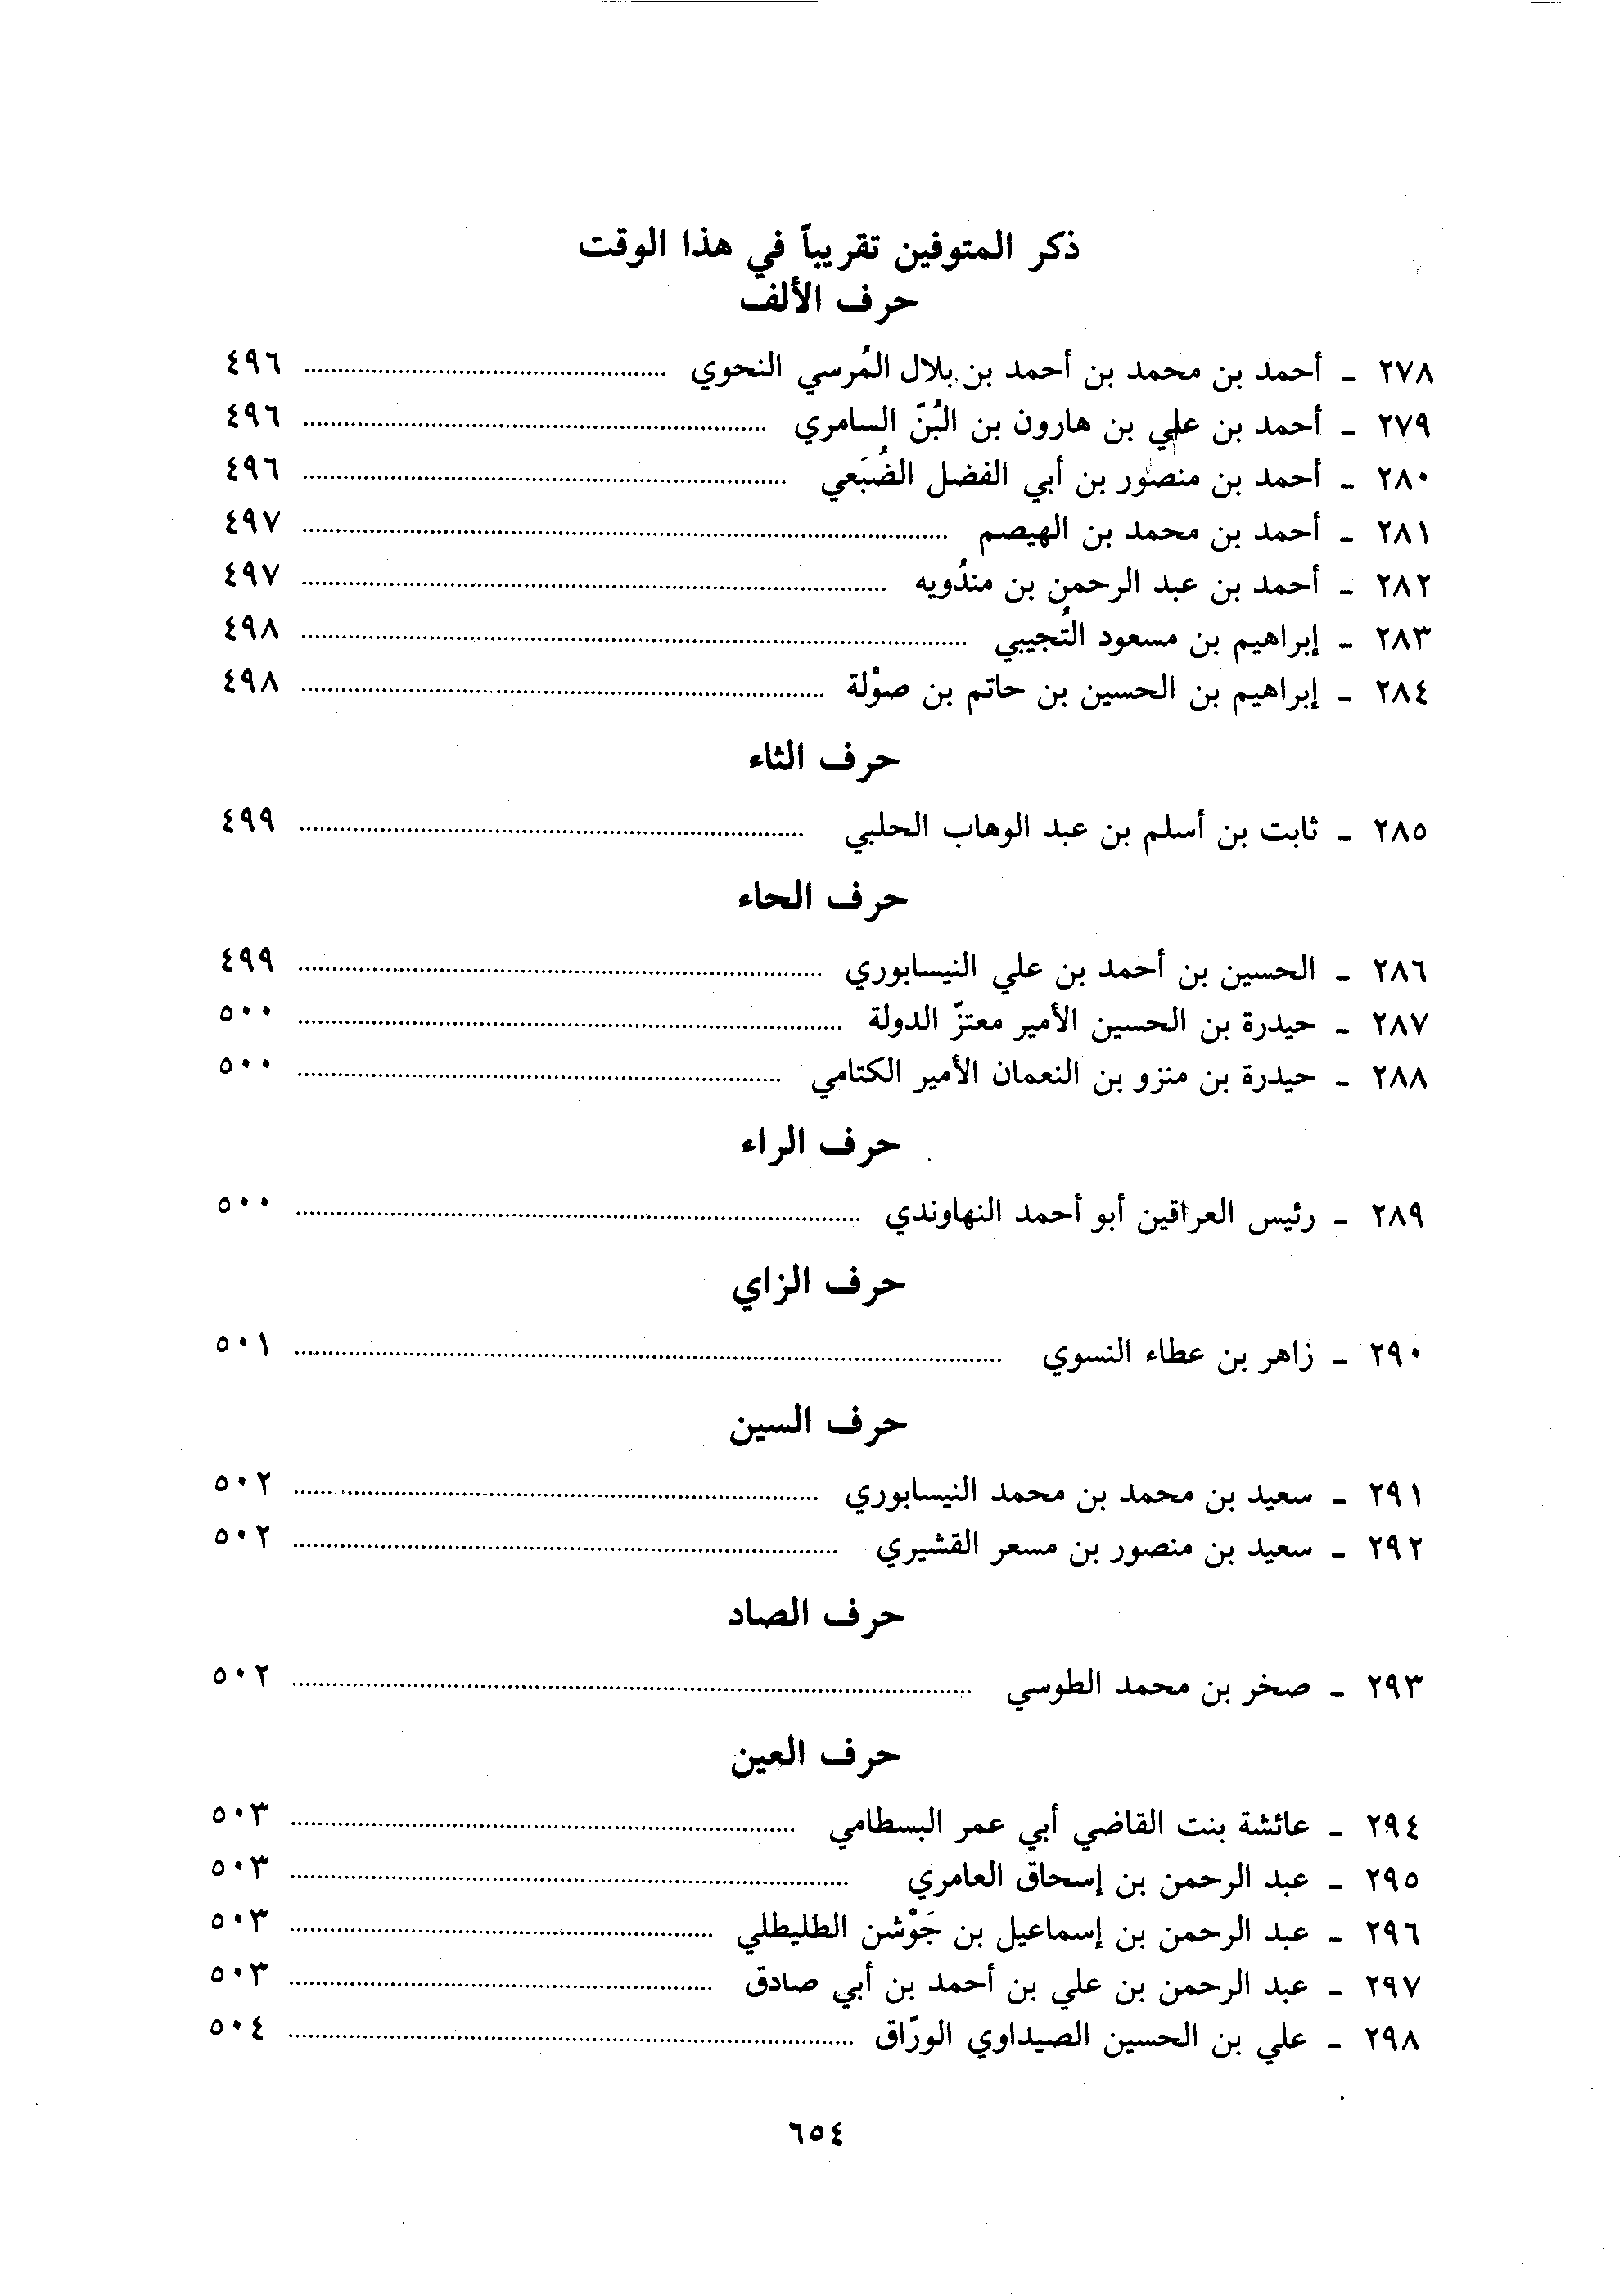 ذكر المتوفين تقريباً في هذا الوقت
حرف الألف
٢٧٨ ـ أحمد بن محمد بن أحمد بن بلال المُرسي النحوي ........ ٤٩٦
٢٧٩ ـ أحمد بن علي بن هارون بن البُنّ السامري ........ ٤٩٦
٢٨٠ ـ أحمد بن منصور بن أبي الفضل الضُبَعي ........ ٤٩٦
٢٨١ ـ أحمد بن محمد بن الهيصم ........ ٤٩٧
٢٨٢ ـ أحمد بن عبد الرحمن بن مندُويه ........ ٤٩٧
٢٨٣ ـ إبراهيم بن مسعود التُجيبي ........ ٤٩٨
٢٨٤ ـ إبراهيم بن الحسين بن حاتم بن صوْلة ........ ٤٩٨
حرف الثاء
٢٨٥ ـ ثابت بن أسلم بن عبد الوهاب الحلبي ........ ٤٩٩
حرف الحاء
٢٨٦ ـ الحسين بن أحمد بن علي النيسابوري ........ ٤٩٩
٢٨٧ ـ حيدرة بن الحسين الأمير معتزّ الدولة ........ ٥٠٠
٢٨٨ ـ حيدرة بن منزو بن النعمان الأمير الكتامي ........ ٥٠٠
حرف الراء
٢٨٩ ـ رئيس العراقين أبو أحمد النهاوندي ........ ٥٠٠
حرف الزاي
٢٩٠ ـ زاهر بن عطاء النسوي ........ ٥٠١
حرف السين
٢٩١ ـ سعيد بن محمد بن محمد النيسابوري ........ ٥٠٢
٢٩٢ ـ سعيد بن منصور بن مسعر القشيري ........ ٥٠٢
حرف الصاد
٢٩٣ ـ صخر بن محمد الطوسي ........ ٥٠٢
حرف العين
٢٩٤ ـ عائشة بنت القاضي أبي عمر البسطامي ........ ٥٠٣
٢٩٥ ـ عبد الرحمن بن إسحاق العامري ........ ٥٠٣
٢٩٦ ـ عبد الرحمن بن إسماعيل بن جَوْشن الطليطلي ........ ٥٠٣
٢٩٧ ـ عبد الرحمن بن علي بن أحمد بن أبي صادق ........ ٥٠٣
٢٩٨ ـ علي بن الحسين الصيداوي الورّاق ........ ٥٠٤
٦٥٤